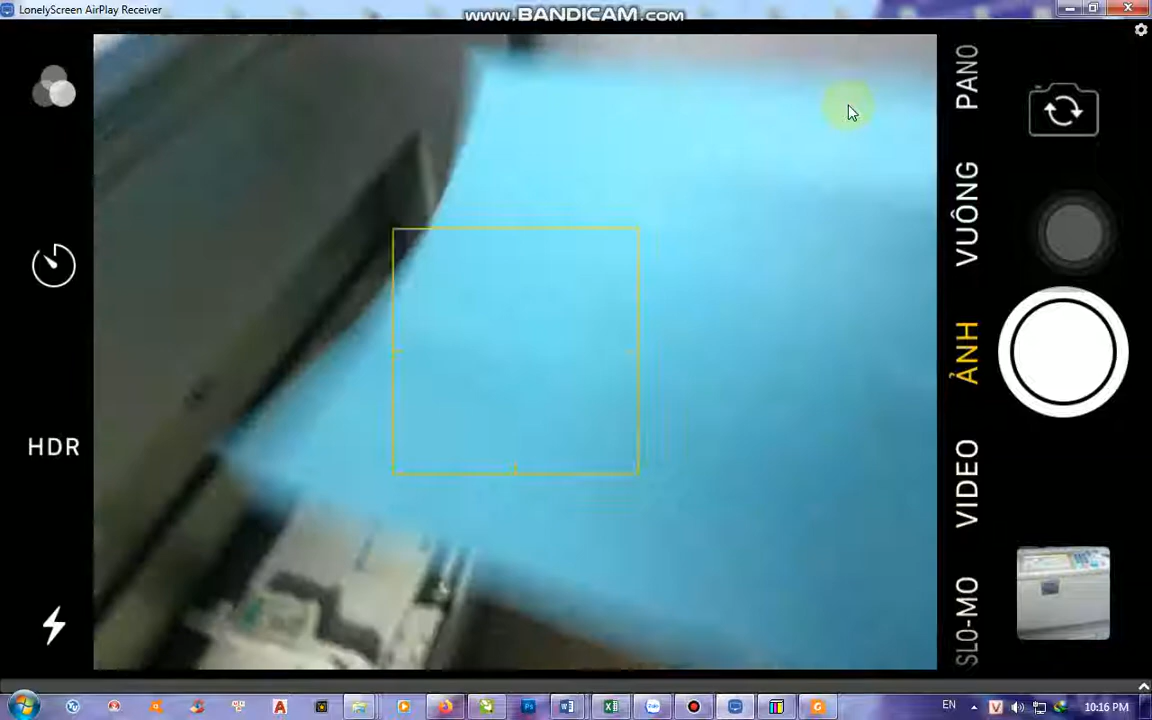 LonelyScreen AirPlay Receiver
www.BANDICAM.com
PANO
VUÔNG
ẢNH
VIDEO
SLO-MO
HDR
EN
10:16 PM